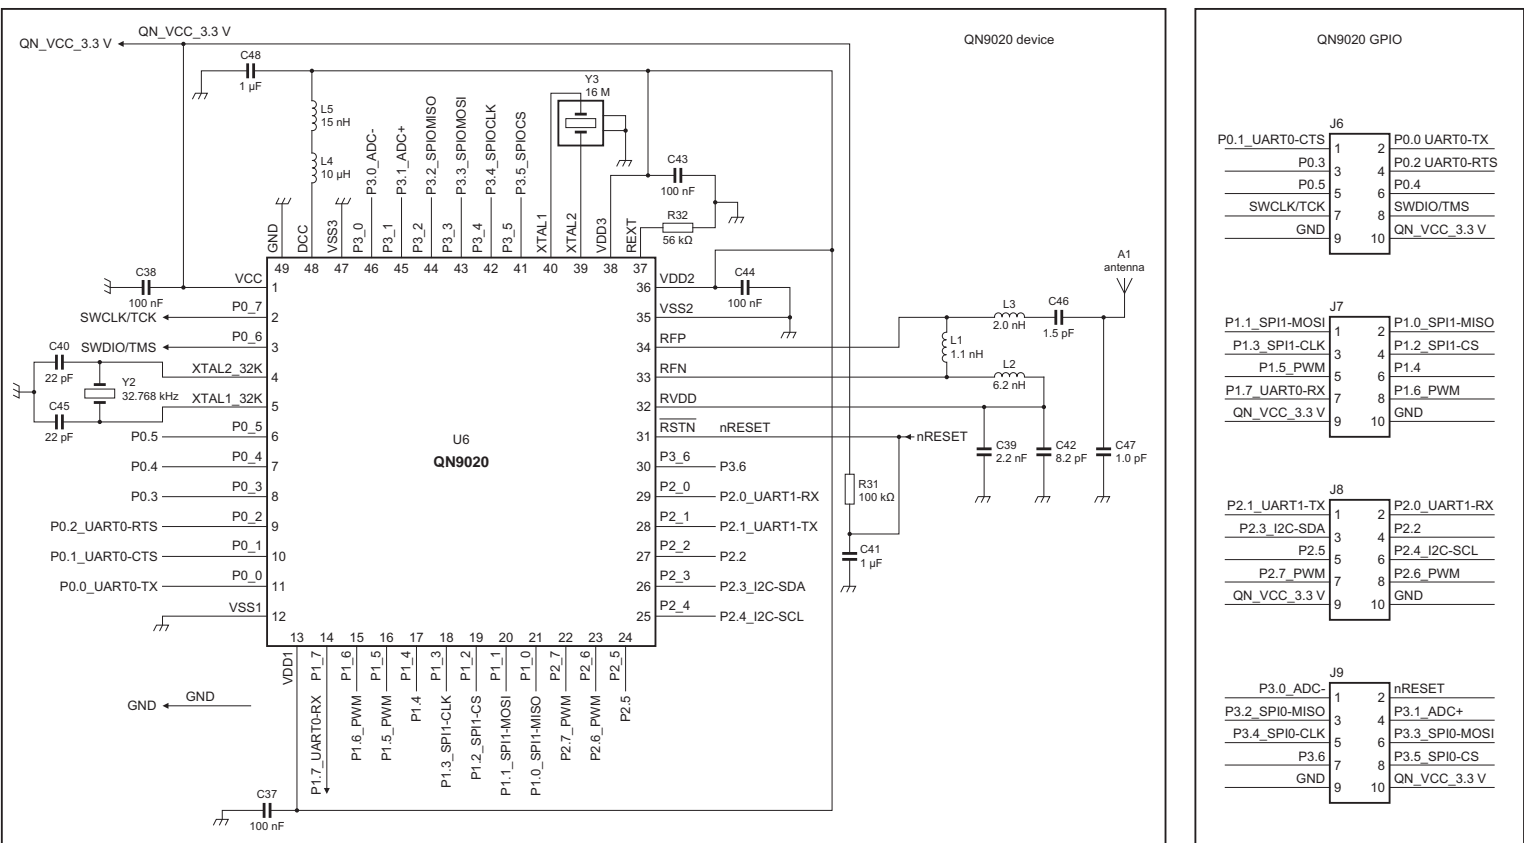 QN_VCC_3.3 V
QN_VCC_3.3 V
QN9020 device
C48
1 µF
L5
15 nH
L4
10 µH
Y3
16 M
C43
100 nF
R32
56 kΩ
P3.0_ADC-
P3.1_ADC+
P3.2_SPIOMISO
P3.3_SPIOMOSI
P3.4_SPIOCLK
P3.5_SPIOCS
GND
DCC
VSS3
P3_0
P3_1
P3_2
P3_3
P3_4
P3_5
XTAL1
XTAL2
VDD3
REXT
49 48 47 46 45 44 43 42 41 40 39 38 37
C38
100 nF
VCC 1
SWCLK/TCK P0_7 2
SWDIO/TMS P0_6 3
C40
22 pF
XTAL2_32K 4
Y2
32.768 kHz
XTAL1_32K 5
C45
22 pF
P0.5 P0_5 6
P0.4 P0_4 7
P0.3 P0_3 8
P0.2_UART0-RTS P0_2 9
P0.1_UART0-CTS P0_1 10
P0.0_UART0-TX P0_0 11
VSS1 12
U6
QN9020
36 VDD2
C44
100 nF
35 VSS2
34 RFP
33 RFN
32 RVDD
31 RSTN nRESET
nRESET
30 P3_6 P3.6
29 P2_0 P2.0_UART1-RX
28 P2_1 P2.1_UART1-TX
27 P2_2 P2.2
26 P2_3 P2.3_I2C-SDA
25 P2_4 P2.4_I2C-SCL
L3
2.0 nH
C46
1.5 pF
A1
antenna
L1
1.1 nH
L2
6.2 nH
C39
2.2 nF
C42
8.2 pF
C47
1.0 pF
R31
100 kΩ
C41
1 µF
13 14 15 16 17 18 19 20 21 22 23 24
VDD1
P1_7
P1_6
P1_5
P1_4
P1_3
P1_2
P1_1
P1_0
P2_7
P2_6
P2_5
P1.7_UART0-RX
P1.6_PWM
P1.5_PWM
P1.4
P1.3_SPI1-CLK
P1.2_SPI1-CS
P1.1_SPI1-MOSI
P1.0_SPI1-MISO
P2.7_PWM
P2.6_PWM
P2.5
GND
GND
C37
100 nF
QN9020 GPIO
J6
P0.1_UART0-CTS 1 2 P0.0 UART0-TX
P0.3 3 4 P0.2 UART0-RTS
P0.5 5 6 P0.4
SWCLK/TCK 7 8 SWDIO/TMS
GND 9 10 QN_VCC_3.3 V
J7
P1.1_SPI1-MOSI 1 2 P1.0_SPI1-MISO
P1.3_SPI1-CLK 3 4 P1.2_SPI1-CS
P1.5_PWM 5 6 P1.4
P1.7_UART0-RX 7 8 P1.6_PWM
QN_VCC_3.3 V 9 10 GND
J8
P2.1_UART1-TX 1 2 P2.0_UART1-RX
P2.3_I2C-SDA 3 4 P2.2
P2.5 5 6 P2.4_I2C-SCL
P2.7_PWM 7 8 P2.6_PWM
QN_VCC_3.3 V 9 10 GND
J9
P3.0_ADC- 1 2 nRESET
P3.2_SPI0-MISO 3 4 P3.1_ADC+
P3.4_SPI0-CLK 5 6 P3.3_SPI0-MOSI
P3.6 7 8 P3.5_SPI0-CS
GND 9 10 QN_VCC_3.3 V